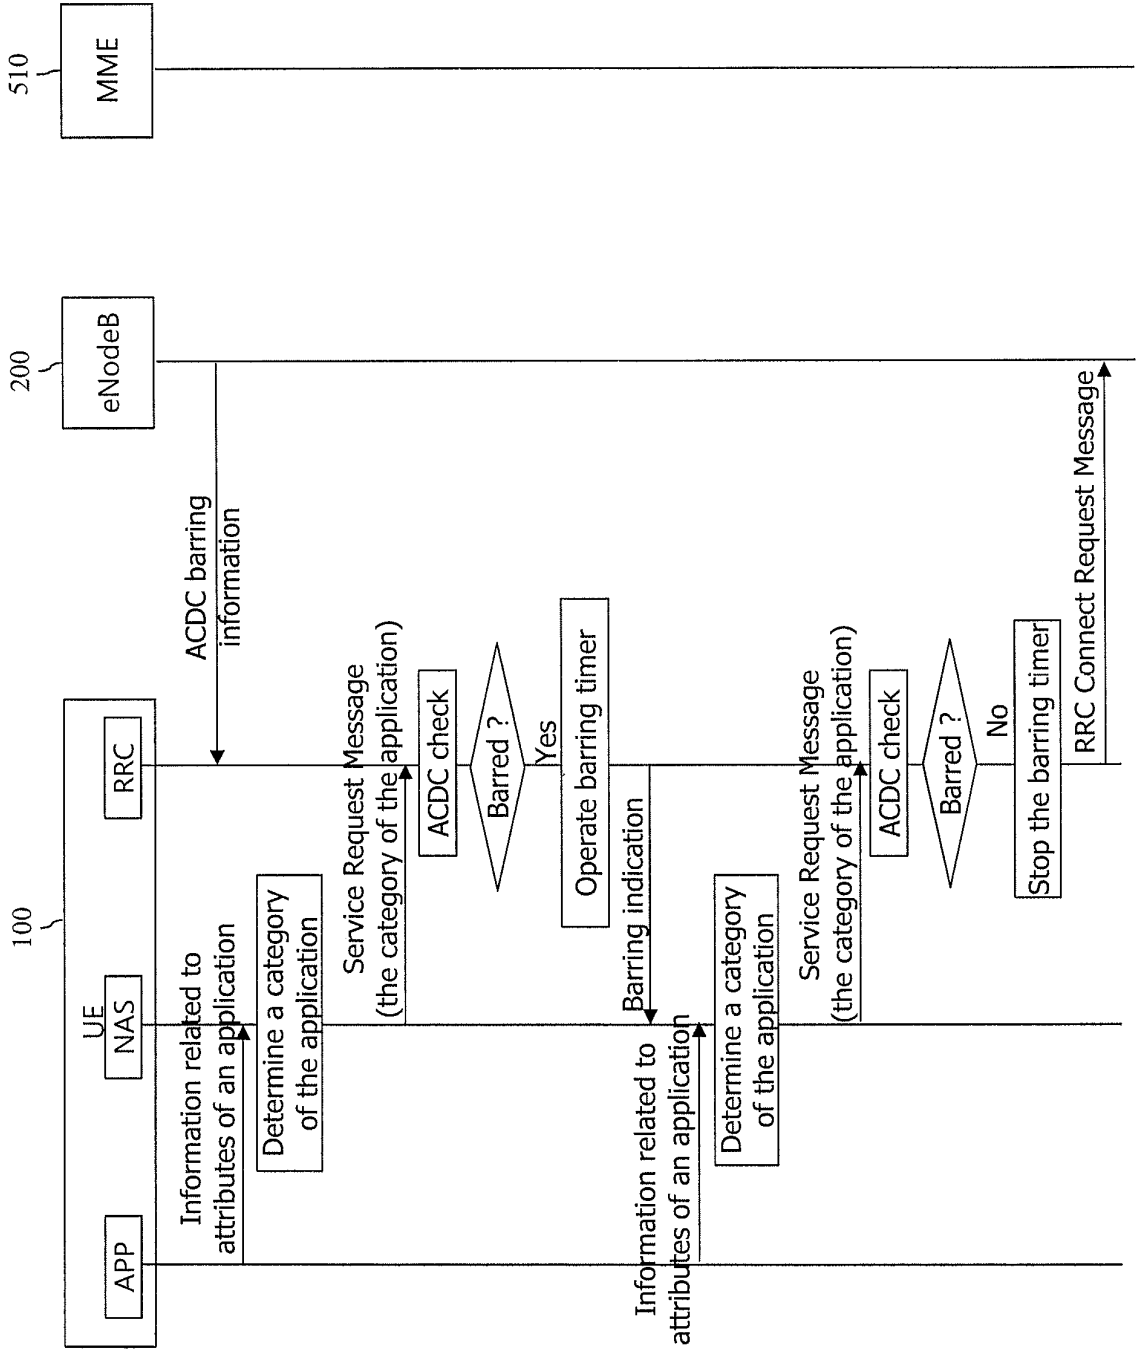 100
200
510
UE
APP
NAS
RRC
eNodeB
MME
ACDC barring
information
Information related to
attributes of an application
Determine a category
of the application
Service Request Message
(the category of the application)
ACDC check
Barred ?
Yes
Operate barring timer
Barring indication
Information related to
attributes of an application
Determine a category
of the application
Service Request Message
(the category of the application)
ACDC check
Barred ?
No
Stop the barring timer
RRC Connect Request Message